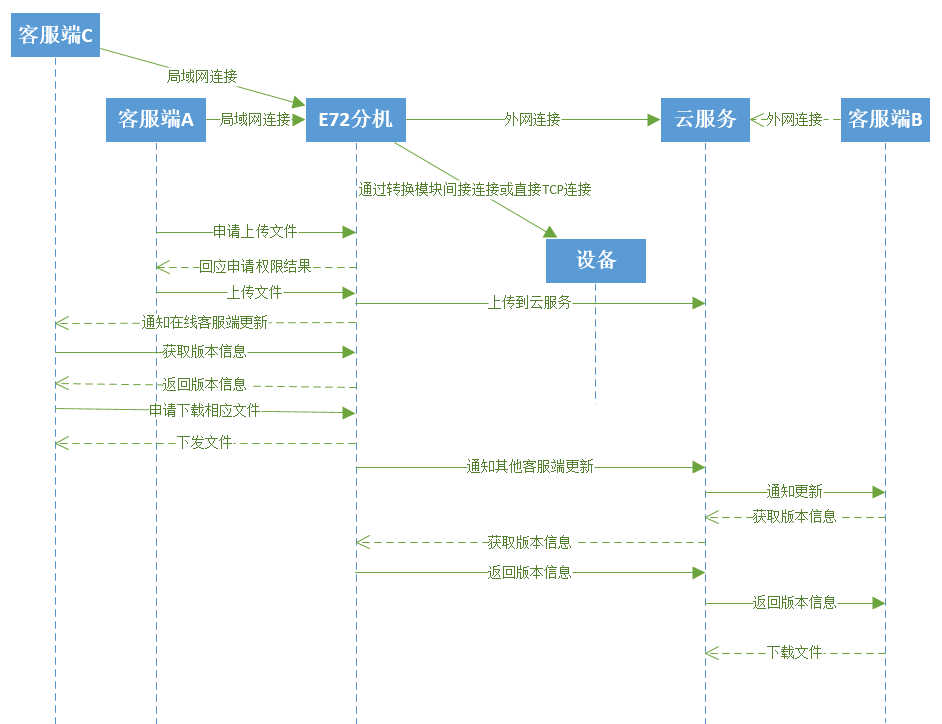 客服端C
局域网连接
客服端A
局域网连接
E72分机
外网连接
云服务
外网连接
客服端B
通过转换模块间接连接或直接TCP连接
申请上传文件
设备
回应申请权限结果
上传文件
上传到云服务
通知在线客服端更新
获取版本信息
返回版本信息
申请下载相应文件
下发文件
通知其他客服端更新
通知更新
获取版本信息
获取版本信息
返回版本信息
返回版本信息
下载文件